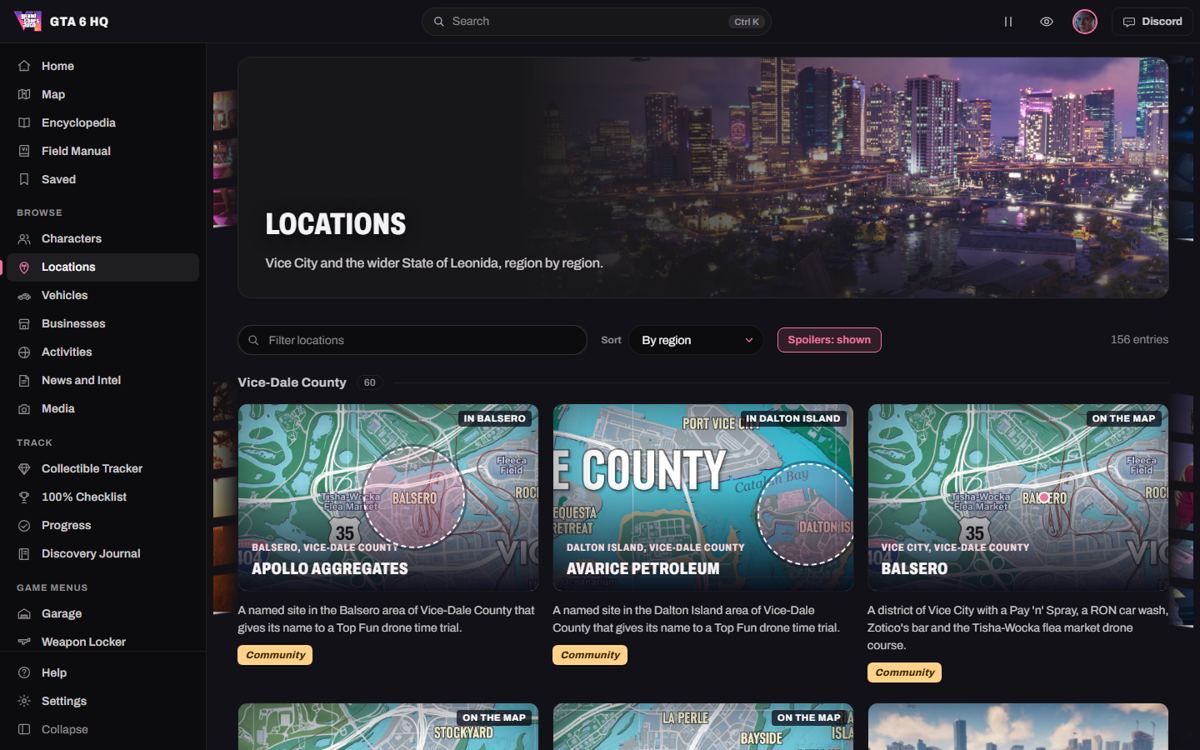 GTA 6 HQ
Search
Ctrl K
Discord
Home
Map
Encyclopedia
Field Manual
Saved
BROWSE
Characters
Locations
Vehicles
Businesses
Activities
News and Intel
Media
TRACK
Collectible Tracker
100% Checklist
Progress
Discovery Journal
GAME MENUS
Garage
Weapon Locker
Help
Settings
Collapse
LOCATIONS
Vice City and the wider State of Leonida, region by region.
Filter locations
Sort
By region
Spoilers: shown
156 entries
Vice-Dale County
60
IN BALSERO
Fleeca
Field
Tisha-Wocka
Flea Market
BALSERO
35
BALSERO, VICE-DALE COUNTY
APOLLO AGGREGATES
A named site in the Balsero area of Vice-Dale County that
gives its name to a Top Fun drone time trial.
Community
IN DALTON ISLAND
PORT VICE
E COUNTY
Catalan Bay
EQUESTA
RETREAT
DALTON IS
DALTON ISLAND, VICE-DALE COUNTY
AVARICE PETROLEUM
A named site in the Dalton Island area of Vice-Dale
County that gives its name to a Top Fun drone time trial.
Community
ON THE MAP
Fleeca
Field
Tisha-Wocka
Flea Market
35
VICE CITY, VICE-DALE COUNTY
BALSERO
A district of Vice City with a Pay 'n' Spray, a RON car wash,
Zotico's bar and the Tisha-Wocka flea market drone
course.
Community
ON THE MAP
STOCKYARD
ON THE MAP
LA PERLE
BAYSIDE